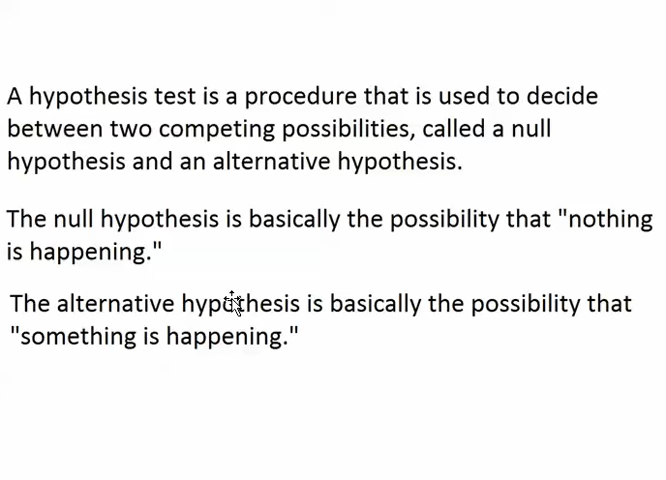 A hypothesis test is a procedure that is used to decide
between two competing possibilities, called a null
hypothesis and an alternative hypothesis.
The null hypothesis is basically the possibility that "nothing
is happening."
The alternative hypothesis is basically the possibility that
"something is happening."